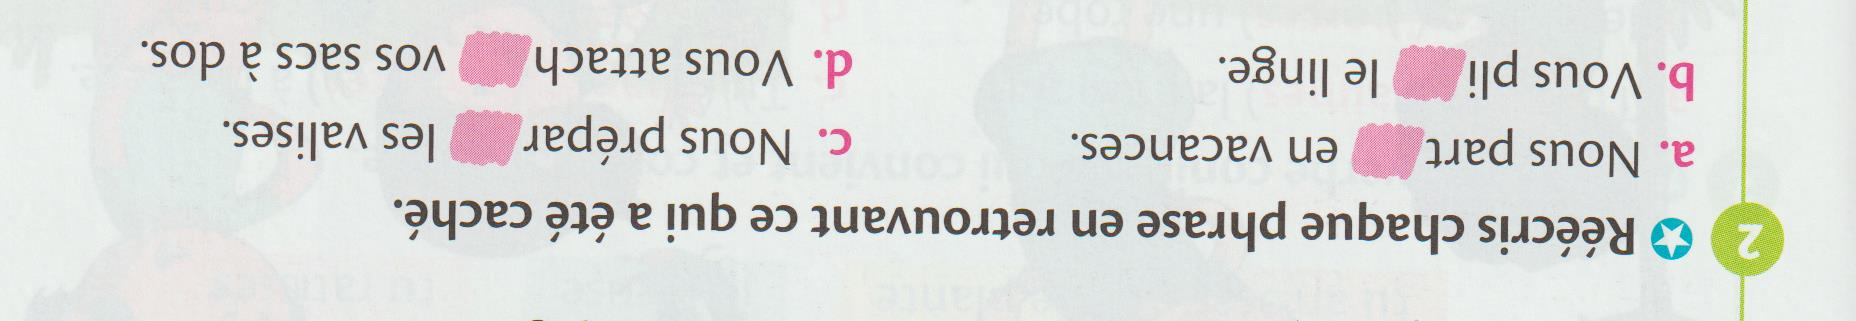 2 Réécris chaque phrase en retrouvant ce qui a été caché.
a. Nous part en vacances.
b. Vous pli le linge.
c. Nous prépar les valises.
d. Vous attach vos sacs à dos.